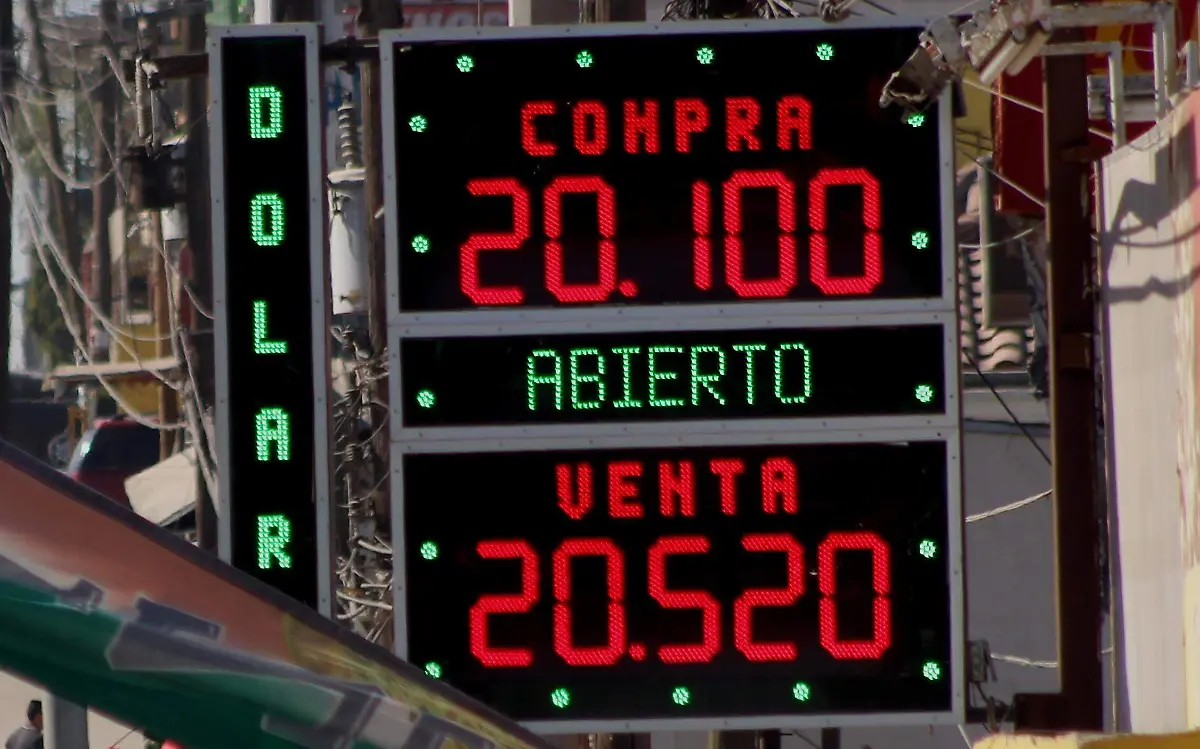 DOLAR
COMPRA
20.100
ABIERTO
VENTA
20.520